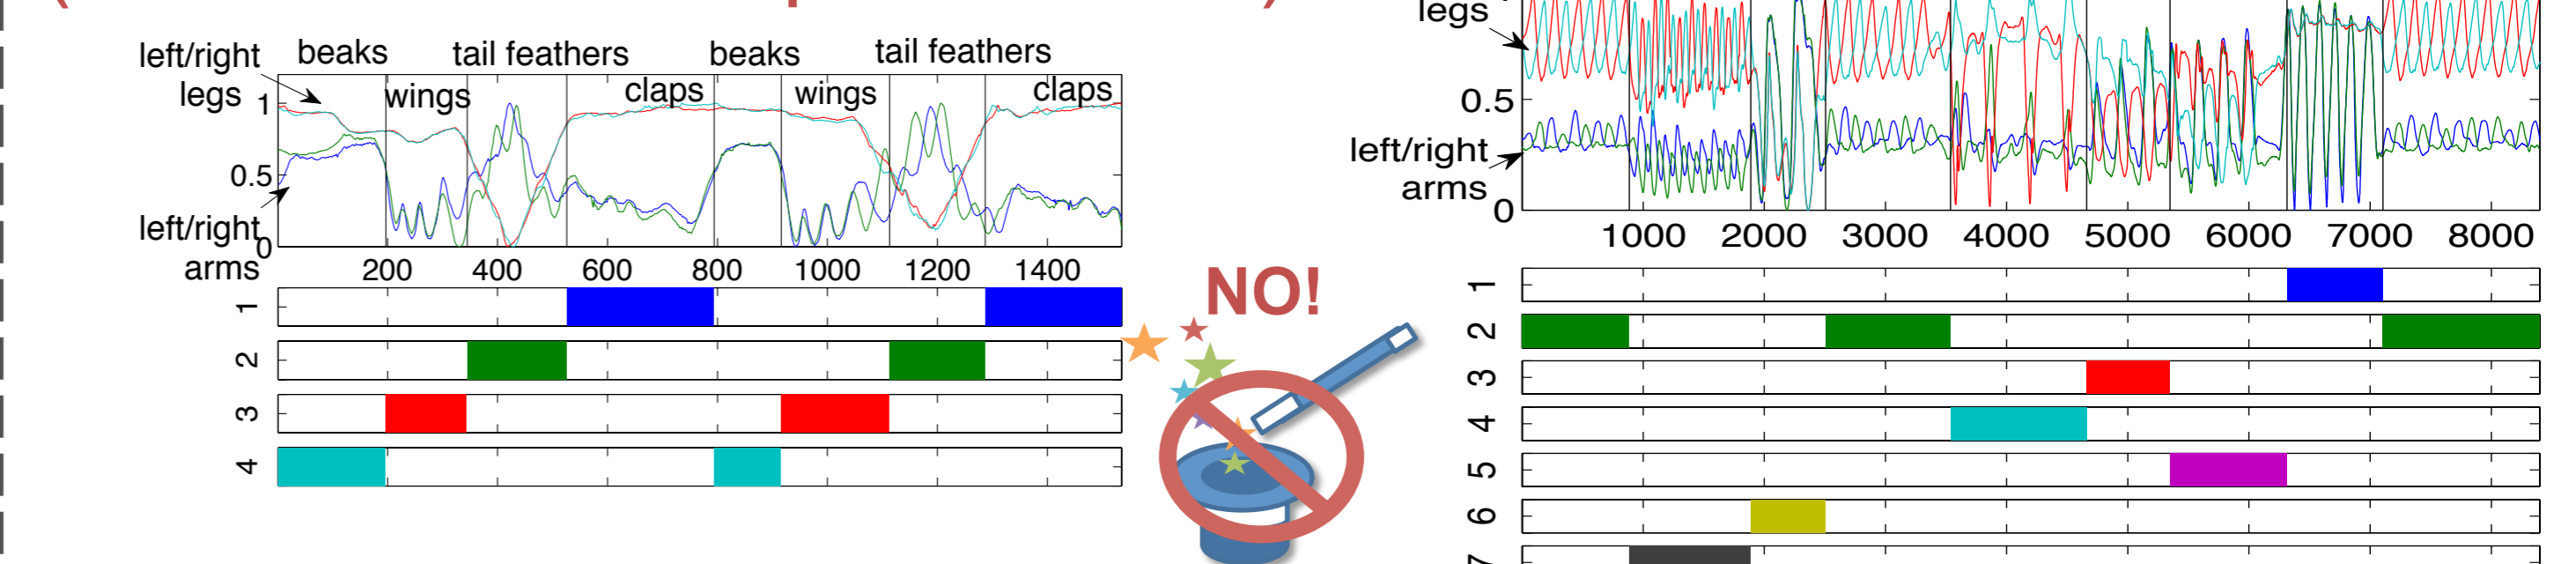 left/right
legs
beaks
tail feathers
beaks
tail feathers
wings
claps
wings
claps
1
0.5
0
left/right
arms
200 400 600 800 1000 1200 1400
1
2
3
4
NO!
legs
0.5
0
left/right
arms
1000 2000 3000 4000 5000 6000 7000 8000
1
2
3
4
5
6